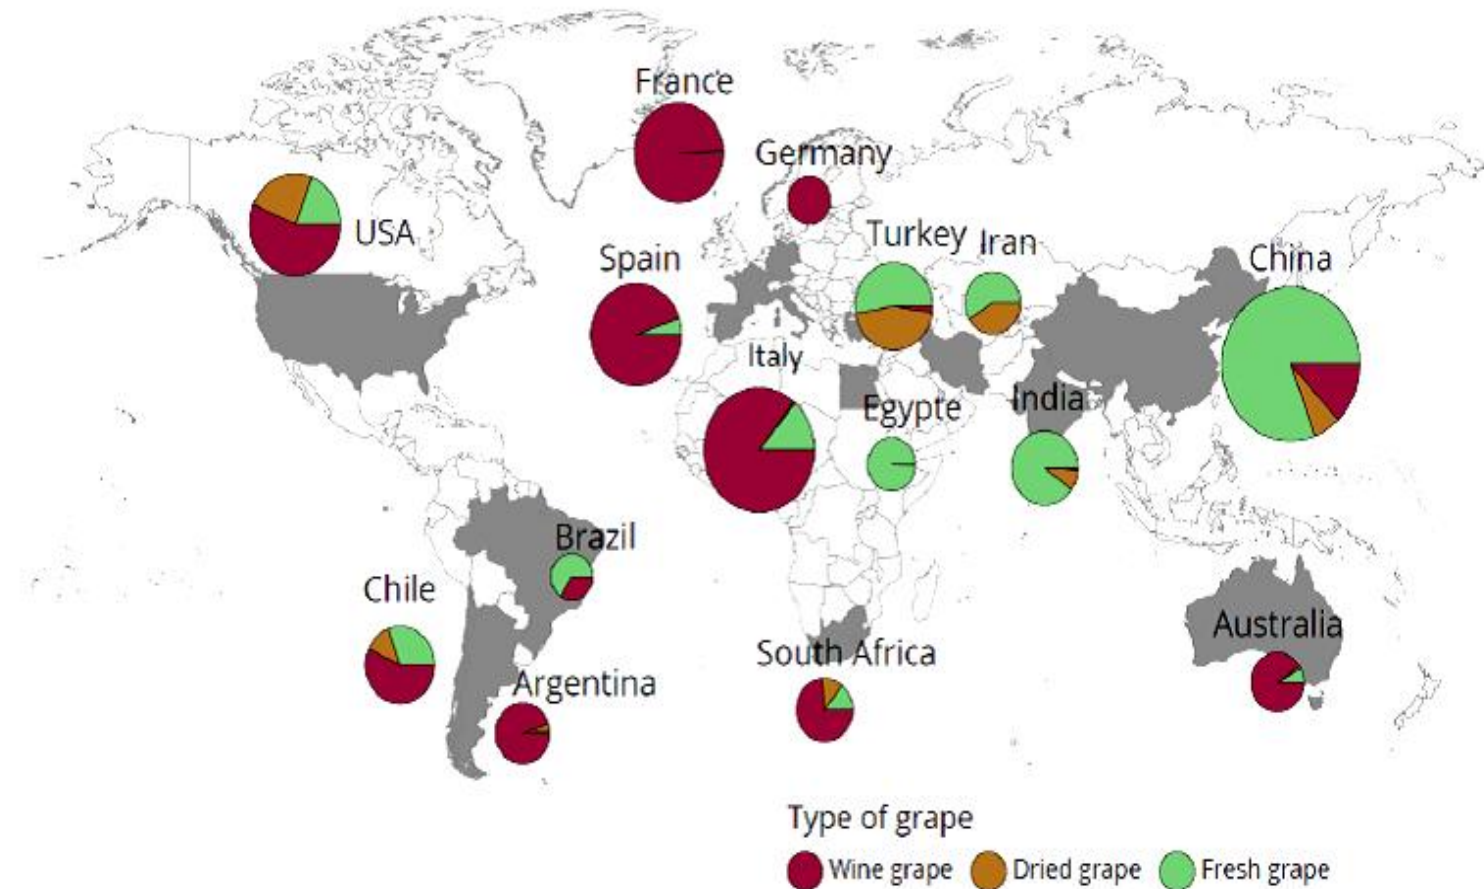 France
Germany
USA
Turkey
Iran
Spain
China
Italy
Egypte
India
Brazil
Chile
South Africa
Australia
Argentina
Type of grape
Wine grape
Dried grape
Fresh grape